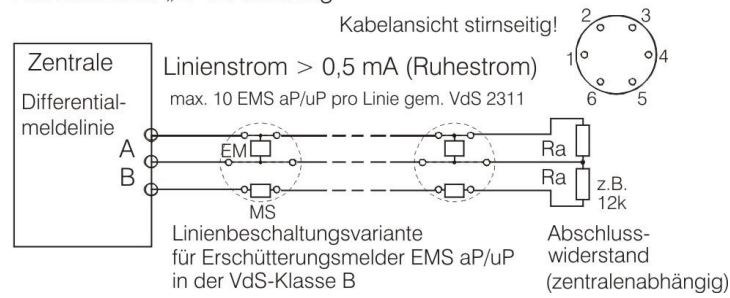 Kabelansicht stirnseitig!
2 3
1 4
6 5
Zentrale
Differential-
meldelinie
A
B
Linienstrom > 0,5 mA (Ruhestrom)
max. 10 EMS aP/uP pro Linie gem. VdS 2311
EM
MS
Ra
Ra
z.B.
12k
Linienbeschaltungsvariante
für Erschütterungsmelder EMS aP/uP
in der VdS-Klasse B
Abschluss-
widerstand
(zentralenabhängig)